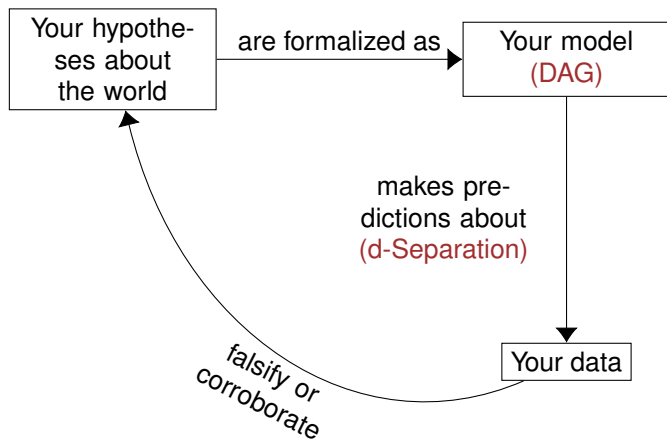 Your hypothe-
ses about
the world
are formalized as
Your model
(DAG)
makes pre-
dictions about
(d-Separation)
Your data
falsify or
corroborate